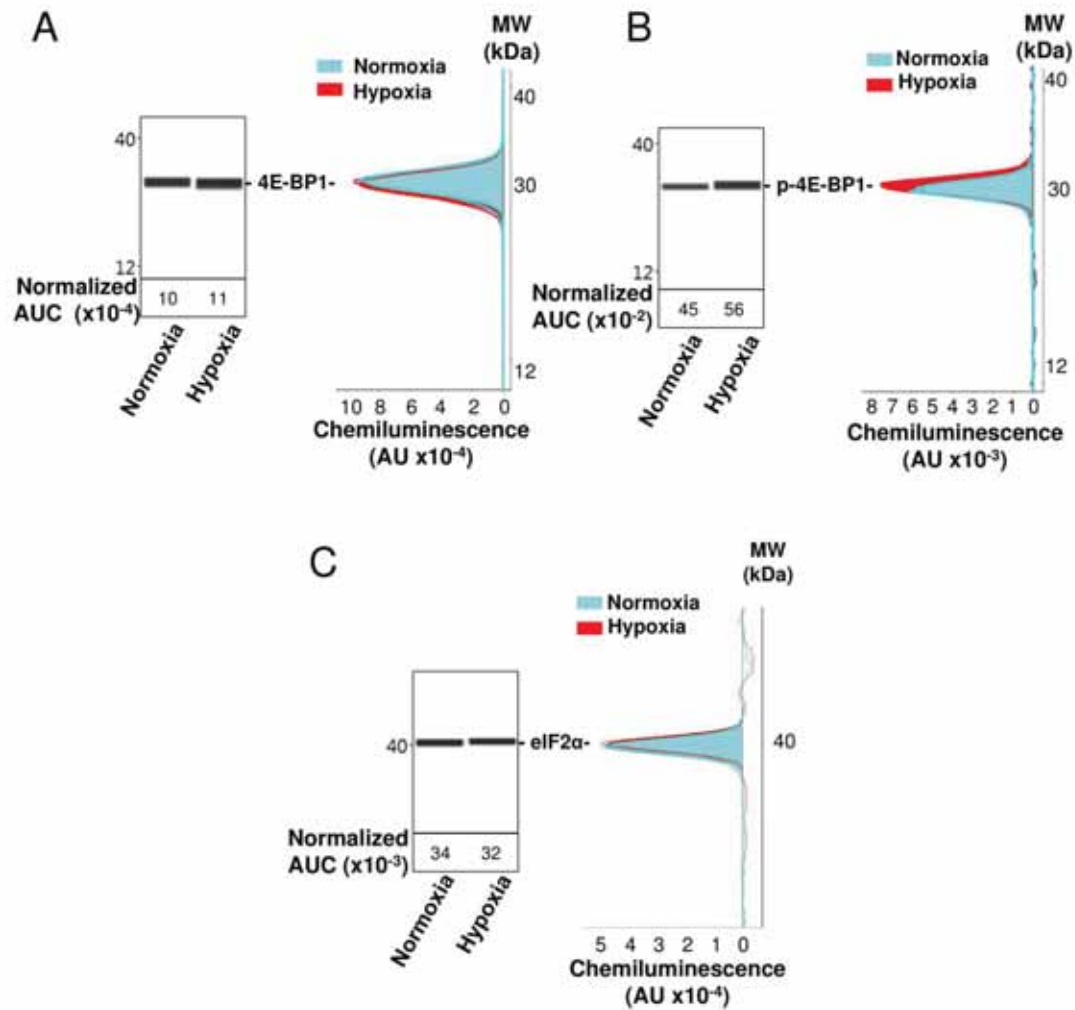 A
MW
(kDa)
Normoxia
Hypoxia
40
40
- 4E-BP1-
30
12
Normalized
AUC (x10-4)
10 11
Normoxia
Hypoxia
12
10 8 6 4 2 0
Chemiluminescence
(AU x10-4)
B
MW
(kDa)
Normoxia
Hypoxia
40
40
- p-4E-BP1-
30
12
Normalized
AUC (x10-2)
45 56
Normoxia
Hypoxia
12
8 7 6 5 4 3 2 1 0
Chemiluminescence
(AU x10-3)
C
MW
(kDa)
Normoxia
Hypoxia
40
- eIF2α-
40
Normalized
AUC (x10-3)
34 32
Normoxia
Hypoxia
5 4 3 2 1 0
Chemiluminescence
(AU x10-4)